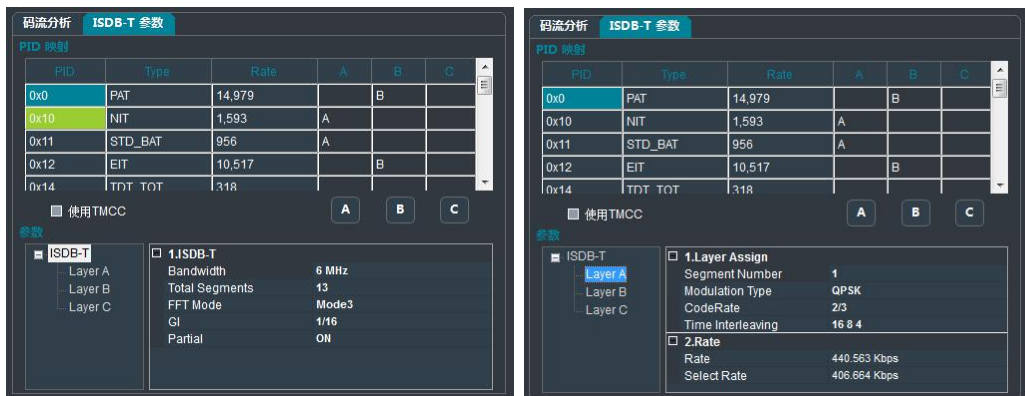 码流分析 ISDB-T 参数
PID 映射
PID Type Rate A B C
0x0 PAT 14,979 B
0x10 NIT 1,593 A
0x11 STD_BAT 956 A
0x12 EIT 10,517 B
0x14 TDT_TOT 318
使用TMCC A B C
参数
ISDB-T
Layer A
Layer B
Layer C
1.ISDB-T
Bandwidth 6 MHz
Total Segments 13
FFT Mode Mode3
GI 1/16
Partial ON
码流分析 ISDB-T 参数
PID 映射
PID Type Rate A B C
0x0 PAT 14,979 B
0x10 NIT 1,593 A
0x11 STD_BAT 956 A
0x12 EIT 10,517 B
0x14 TDT_TOT 318
使用TMCC A B C
参数
ISDB-T
Layer A
Layer B
Layer C
1.Layer Assign
Segment Number 1
Modulation Type QPSK
CodeRate 2/3
Time Interleaving 16 8 4
2.Rate
Rate 440.563 Kbps
Select Rate 406.664 Kbps